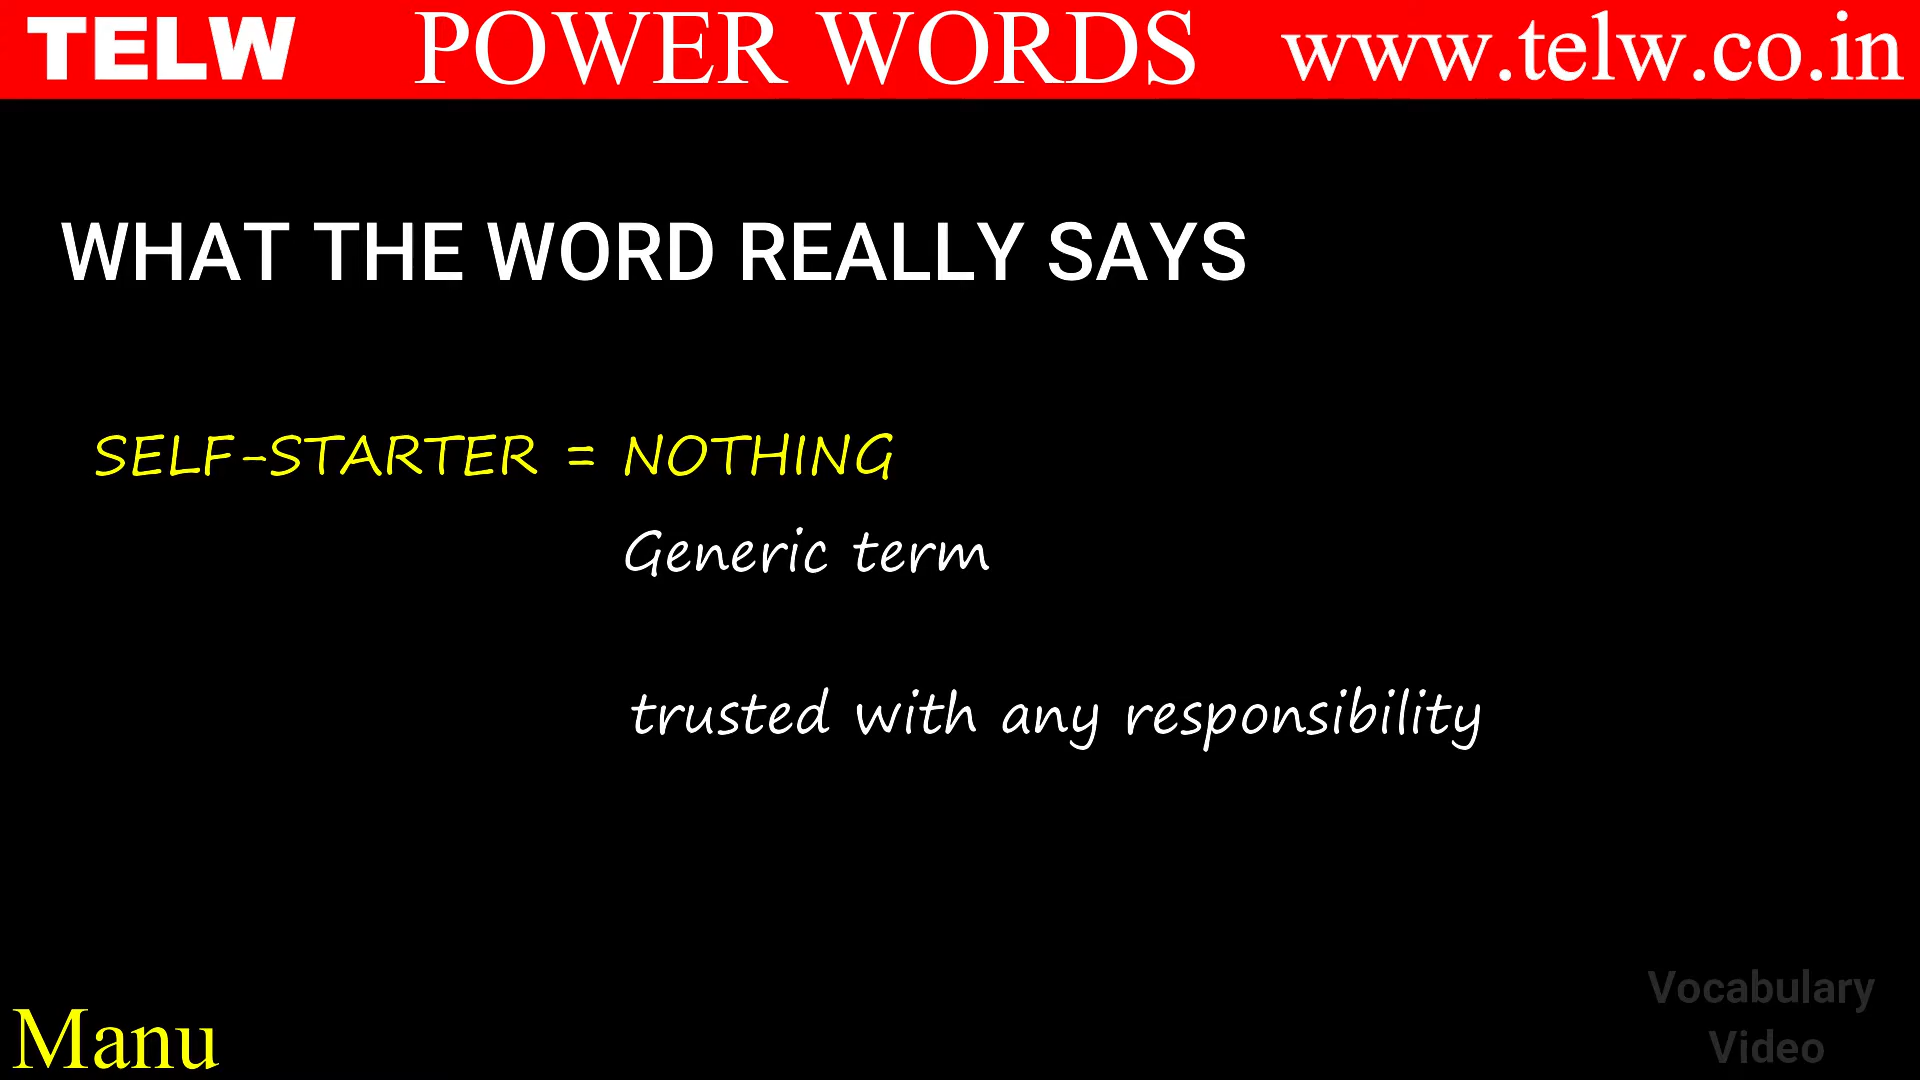 TELW POWER WORDS www.telw.co.in
WHAT THE WORD REALLY SAYS
SELF-STARTER = NOTHING
Generic term
trusted with any responsibility
Manu
Vocabulary
Video